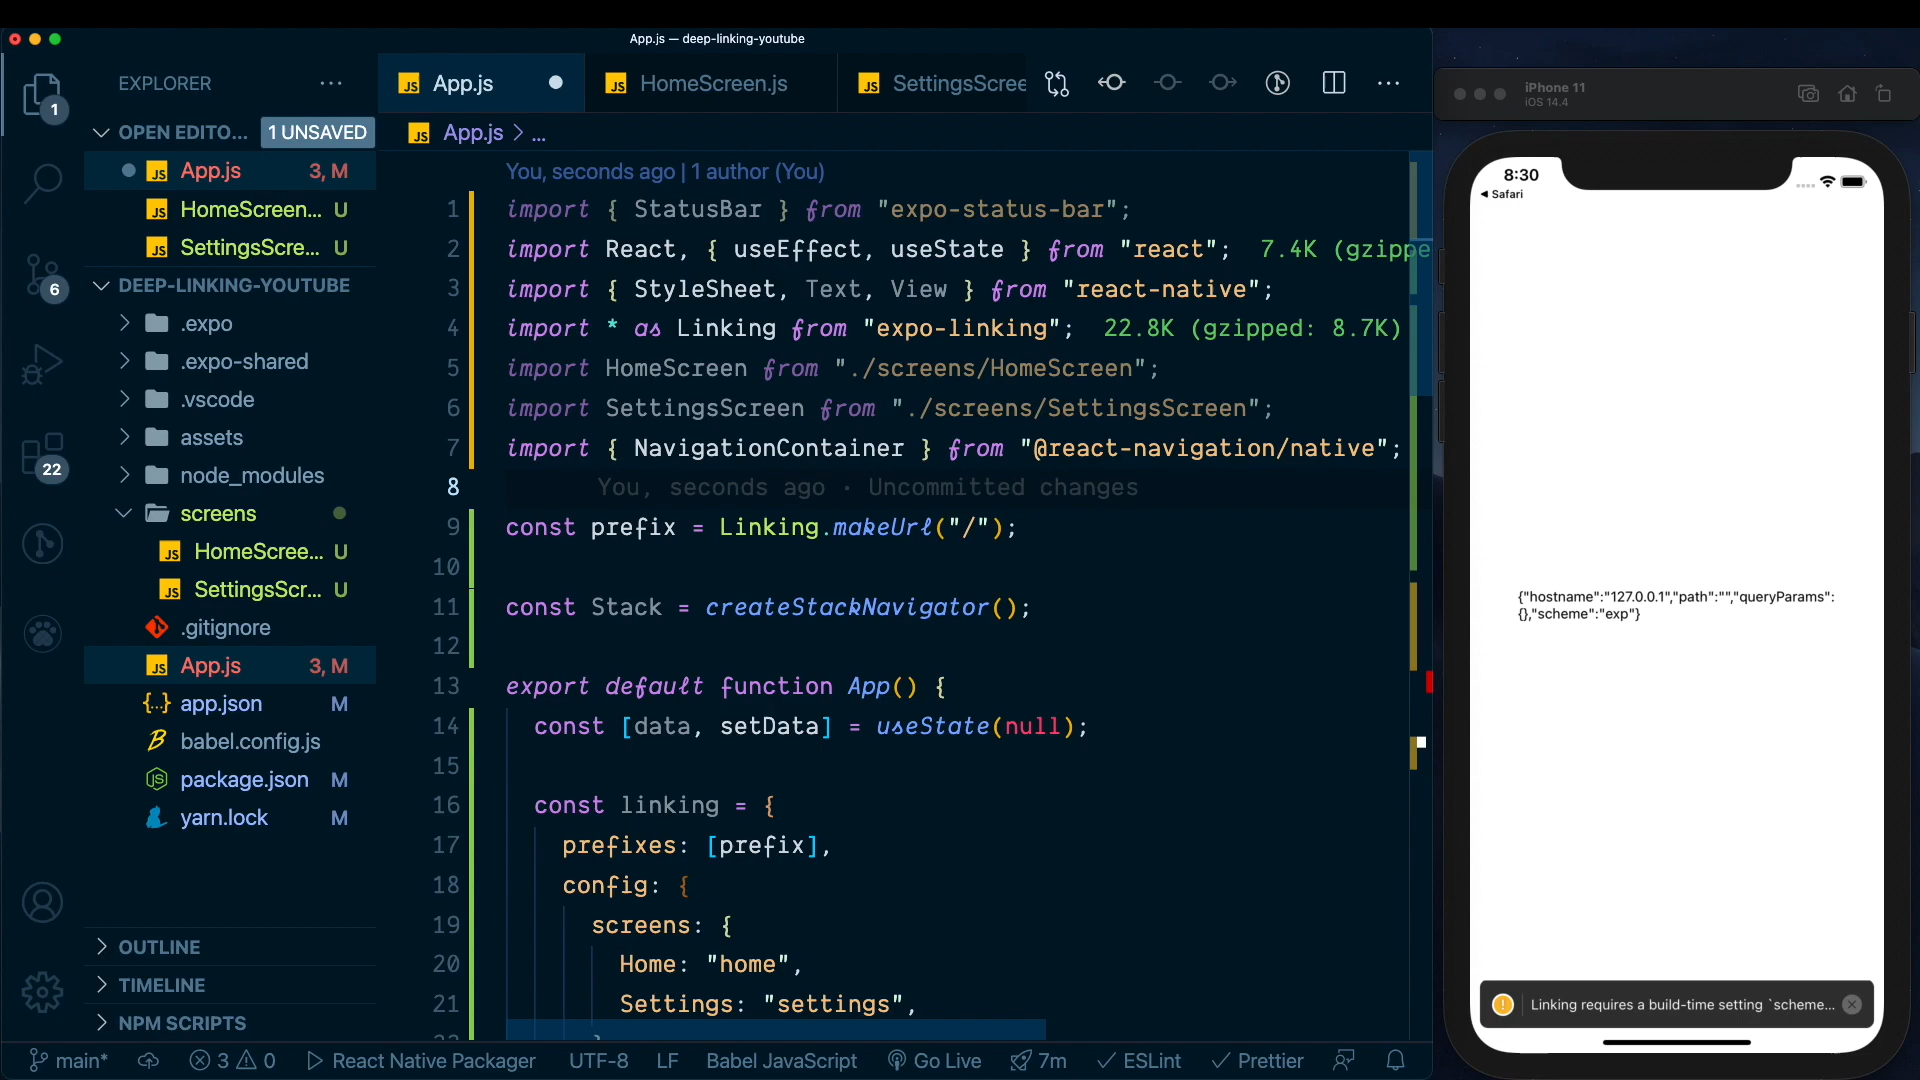 App.js — deep-linking-youtube
EXPLORER
App.js
HomeScreen.js
SettingsScree
1
OPEN EDITO...
1 UNSAVED
App.js > ...
App.js 3, M
HomeScreen... U
SettingsScre... U
6
DEEP-LINKING-YOUTUBE
.expo
.expo-shared
.vscode
assets
22
node_modules
screens
HomeScree... U
SettingsScr... U
.gitignore
App.js 3, M
app.json M
babel.config.js
package.json M
yarn.lock M
OUTLINE
TIMELINE
NPM SCRIPTS
You, seconds ago | 1 author (You)
1 import { StatusBar } from "expo-status-bar";
2 import React, { useEffect, useState } from "react"; 7.4K (gzippe
3 import { StyleSheet, Text, View } from "react-native";
4 import * as Linking from "expo-linking"; 22.8K (gzipped: 8.7K)
5 import HomeScreen from "./screens/HomeScreen";
6 import SettingsScreen from "./screens/SettingsScreen";
7 import { NavigationContainer } from "@react-navigation/native";
8 You, seconds ago · Uncommitted changes
9 const prefix = Linking.makeUrl("/");
10
11 const Stack = createStackNavigator();
12
13 export default function App() {
14 const [data, setData] = useState(null);
15
16 const linking = {
17 prefixes: [prefix],
18 config: {
19 screens: {
20 Home: "home",
21 Settings: "settings",
main*
3
0
React Native Packager
UTF-8
LF
Babel JavaScript
Go Live
7m
ESLint
Prettier
iPhone 11
iOS 14.4
8:30
Safari
{"hostname":"127.0.0.1","path":"","queryParams":
{},"scheme":"exp"}
Linking requires a build-time setting `scheme...